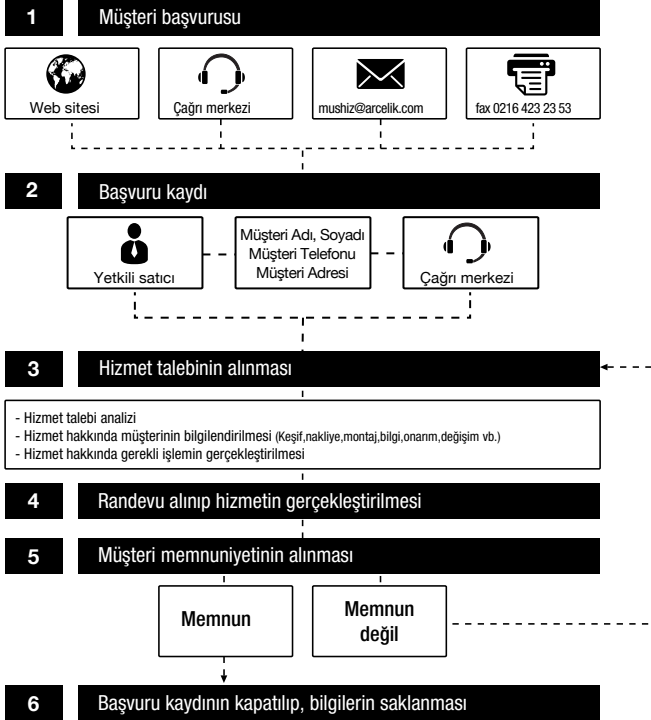 1 Müşteri başvurusu
Web sitesi
Çağrı merkezi
mushiz@arcelik.com
fax 0216 423 23 53
2 Başvuru kaydı
Yetkili satıcı
Müşteri Adı, Soyadı
Müşteri Telefonu
Müşteri Adresi
Çağrı merkezi
3 Hizmet talebinin alınması
- Hizmet talebi analizi
- Hizmet hakkında müşterinin bilgilendirilmesi (Keşif,nakliye,montaj,bilgi,onarım,değişim vb.)
- Hizmet hakkında gerekli işlemin gerçekleştirilmesi
4 Randevu alınıp hizmetin gerçekleştirilmesi
5 Müşteri memnuniyetinin alınması
Memnun
Memnun
değil
6 Başvuru kaydının kapatılıp, bilgilerin saklanması